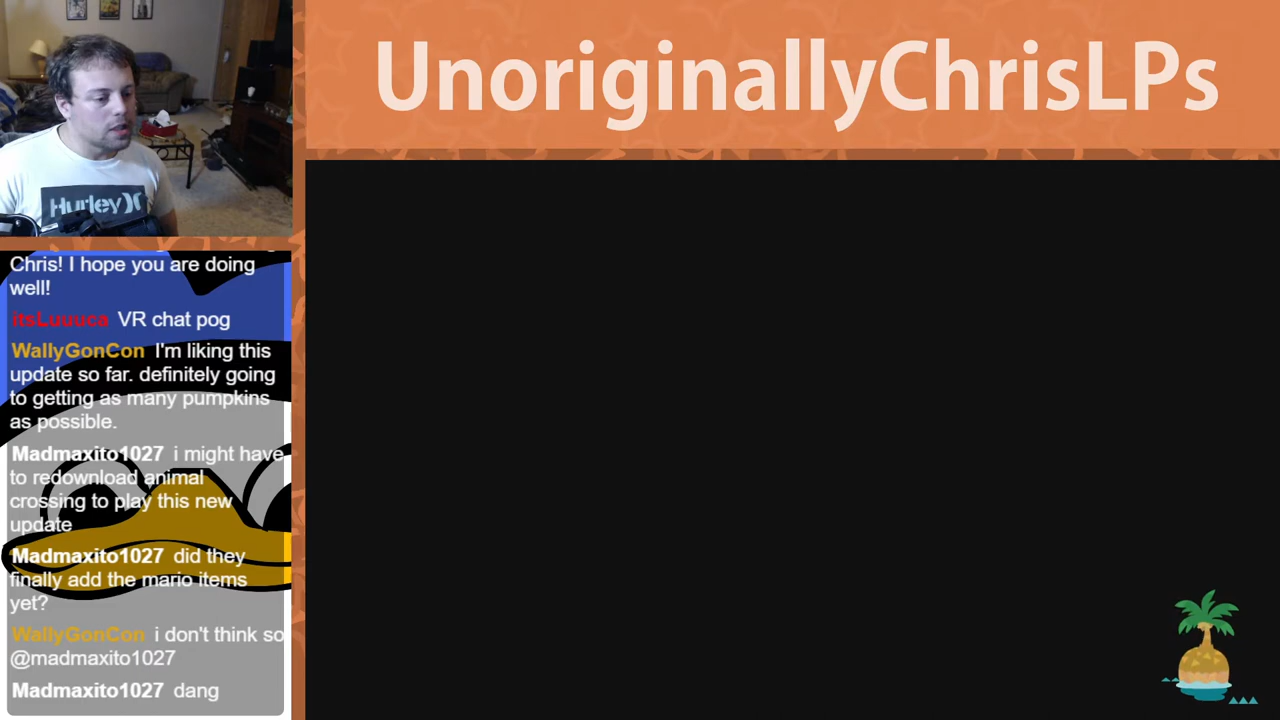 UnoriginallyChrisLPs
Hurley
Chris! I hope you are doing
well!
itsLuuuca VR chat pog
WallyGonCon I'm liking this
update so far. definitely going
to getting as many pumpkins
as possible.
Madmaxito1027 i might have
to redownload animal
crossing to play this new
update
Madmaxito1027 did they
finally add the mario items
yet?
WallyGonCon i don't think so
@madmaxito1027
Madmaxito1027 dang